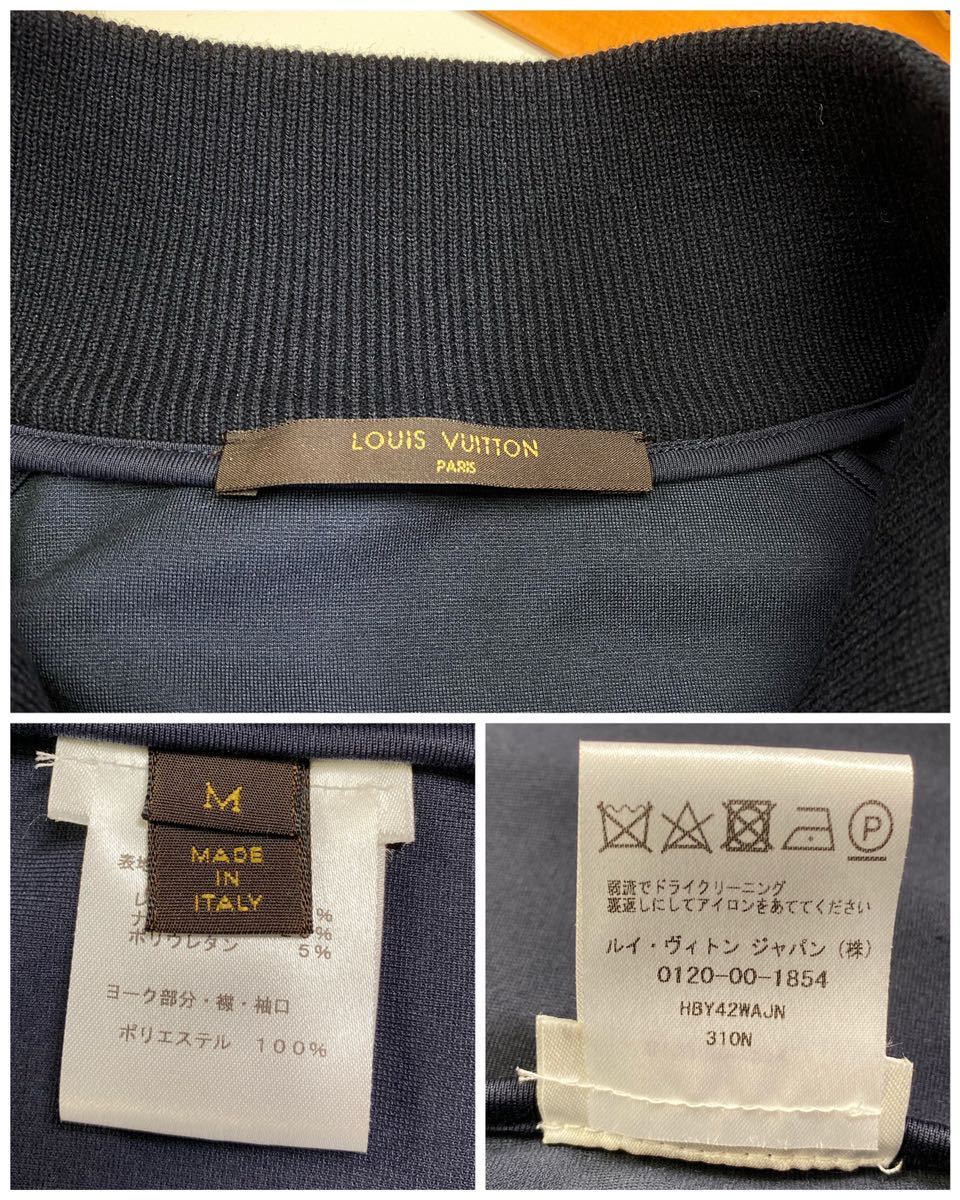 LOUIS VUITTON
PARIS
M
MADE
IN
ITALY
表地
%
%
ポリウレタン 5%
ヨーク部分・襟・袖口
ポリエステル 100%
P
弱流でドライクリーニング
裏返しにしてアイロンをあててください
ルイ・ヴィトン ジャパン (株)
0120-00-1854
HBY42WAJN
310N